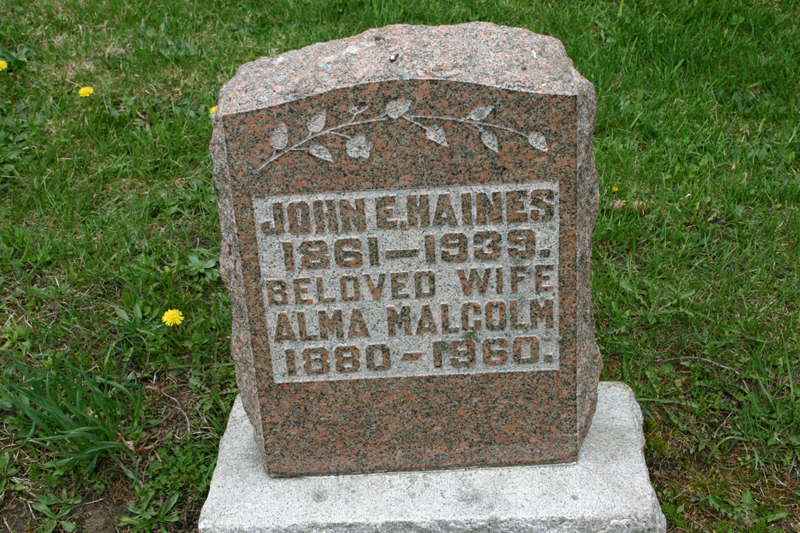 JOHN E. HAINES
1861–1939.
BELOVED WIFE
ALMA MALCOLM
1880-1960.